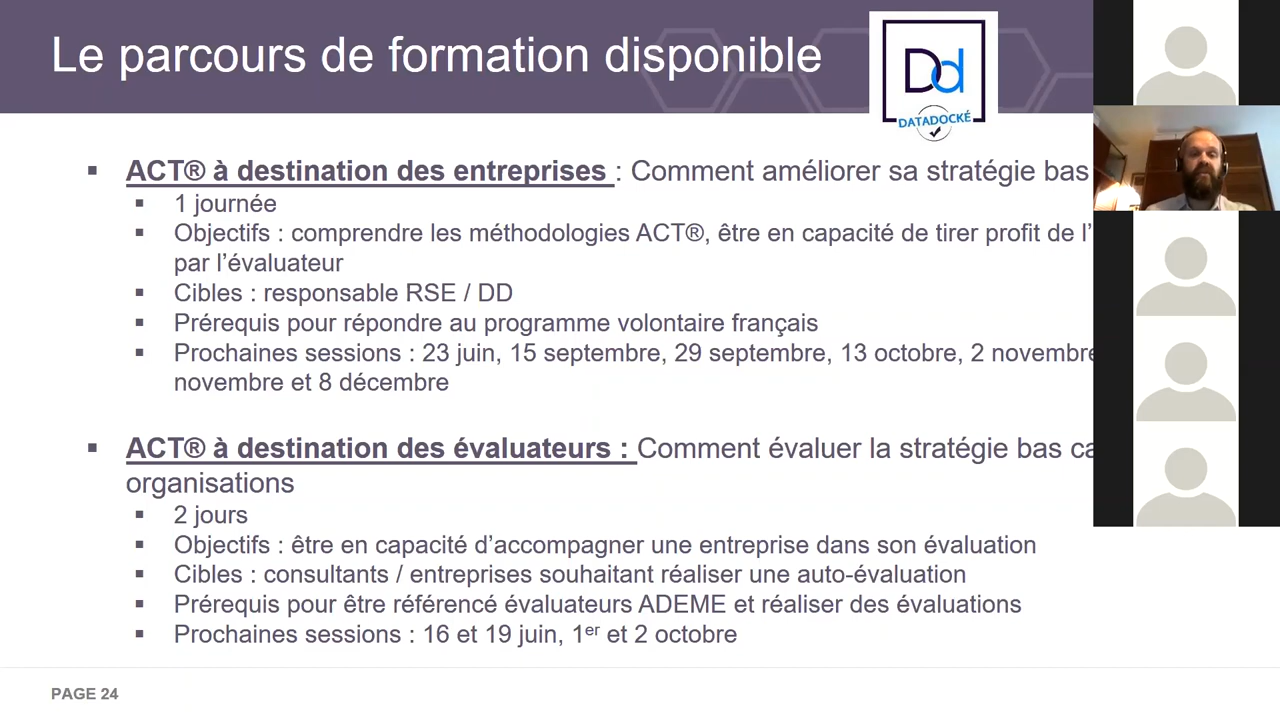 Le parcours de formation disponible
Dd
DATADOCKÉ
ACT® à destination des entreprises : Comment améliorer sa stratégie bas
1 journée
Objectifs : comprendre les méthodologies ACT®, être en capacité de tirer profit de l’
par l’évaluateur
Cibles : responsable RSE / DD
Prérequis pour répondre au programme volontaire français
Prochaines sessions : 23 juin, 15 septembre, 29 septembre, 13 octobre, 2 novembre
novembre et 8 décembre
ACT® à destination des évaluateurs : Comment évaluer la stratégie bas
organisations
2 jours
Objectifs : être en capacité d’accompagner une entreprise dans son évaluation
Cibles : consultants / entreprises souhaitant réaliser une auto-évaluation
Prérequis pour être référencé évaluateurs ADEME et réaliser des évaluations
Prochaines sessions : 16 et 19 juin, 1er et 2 octobre
PAGE 24